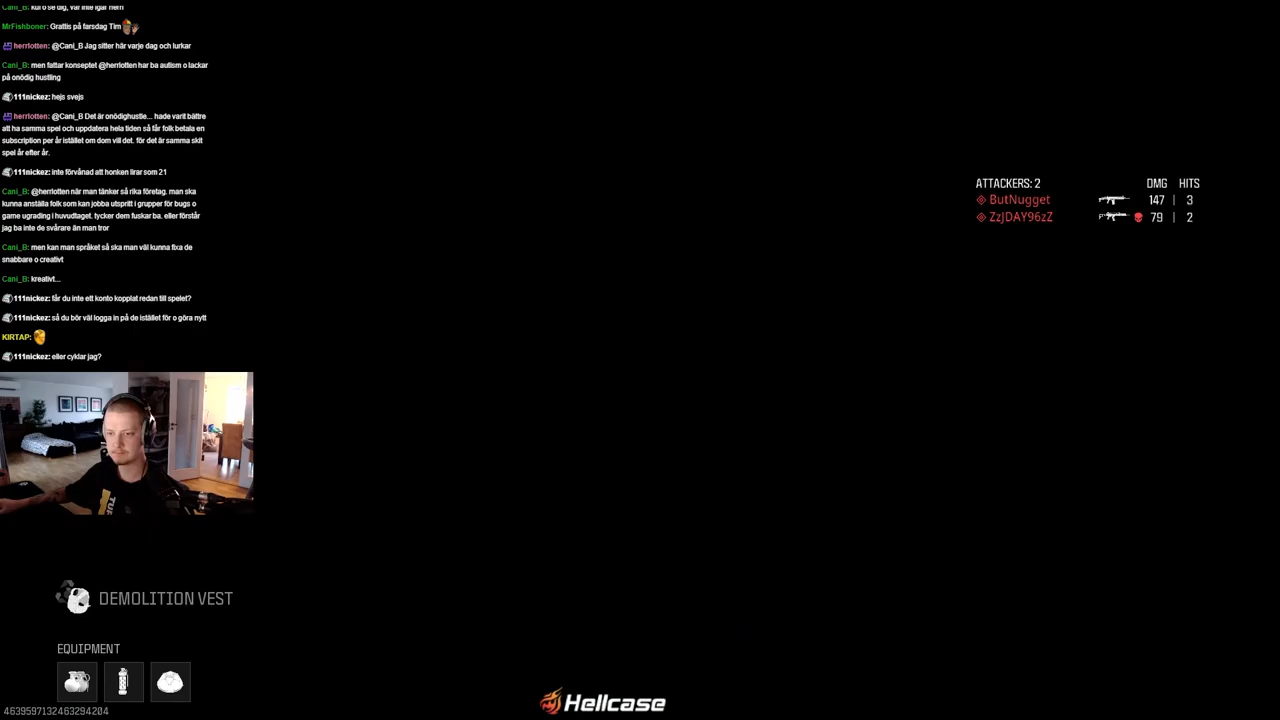 Cani_B: kul o se dig, var inte igår hem
MrFishboner: Grattis på farsdag Tim
herrlotten: @Cani_B Jag sitter här varje dag och lurkar
Cani_B: men fattar konseptet @herrlotten har ba autism o lackar
på onödig hustling
111nickez: hejs svejs
herrlotten: @Cani_B Det är onödighustle... hade varit bättre
att ha samma spel och uppdatera hela tiden så får folk betala en
subscription per år istället om dom vill det. för det är samma skit
spel år efter år.
111nickez: inte förvånad att honken lirar som 21
Cani_B: @herrlotten när man tänker så rika företag. man ska
kunna anställa folk som kan jobba utspritt i grupper för bugs o
game ugrading i huvudtaget. tycker dem fuskar ba. eller förstår
jag ba inte de svårare än man tror
Cani_B: men kan man språket så ska man väl kunna fixa de
snabbare o creativt
Cani_B: kreativt...
111nickez: får du inte ett konto kopplat redan till spelet?
111nickez: så du bör väl logga in på de istället för o göra nytt
KIRTAP:
111nickez: eller cyklar jag?
ATTACKERS: 2 DMG HITS
ButNugget 147 | 3
ZzJDAY96zZ 79 | 2
DEMOLITION VEST
EQUIPMENT
4639597132463294204
Hellcase